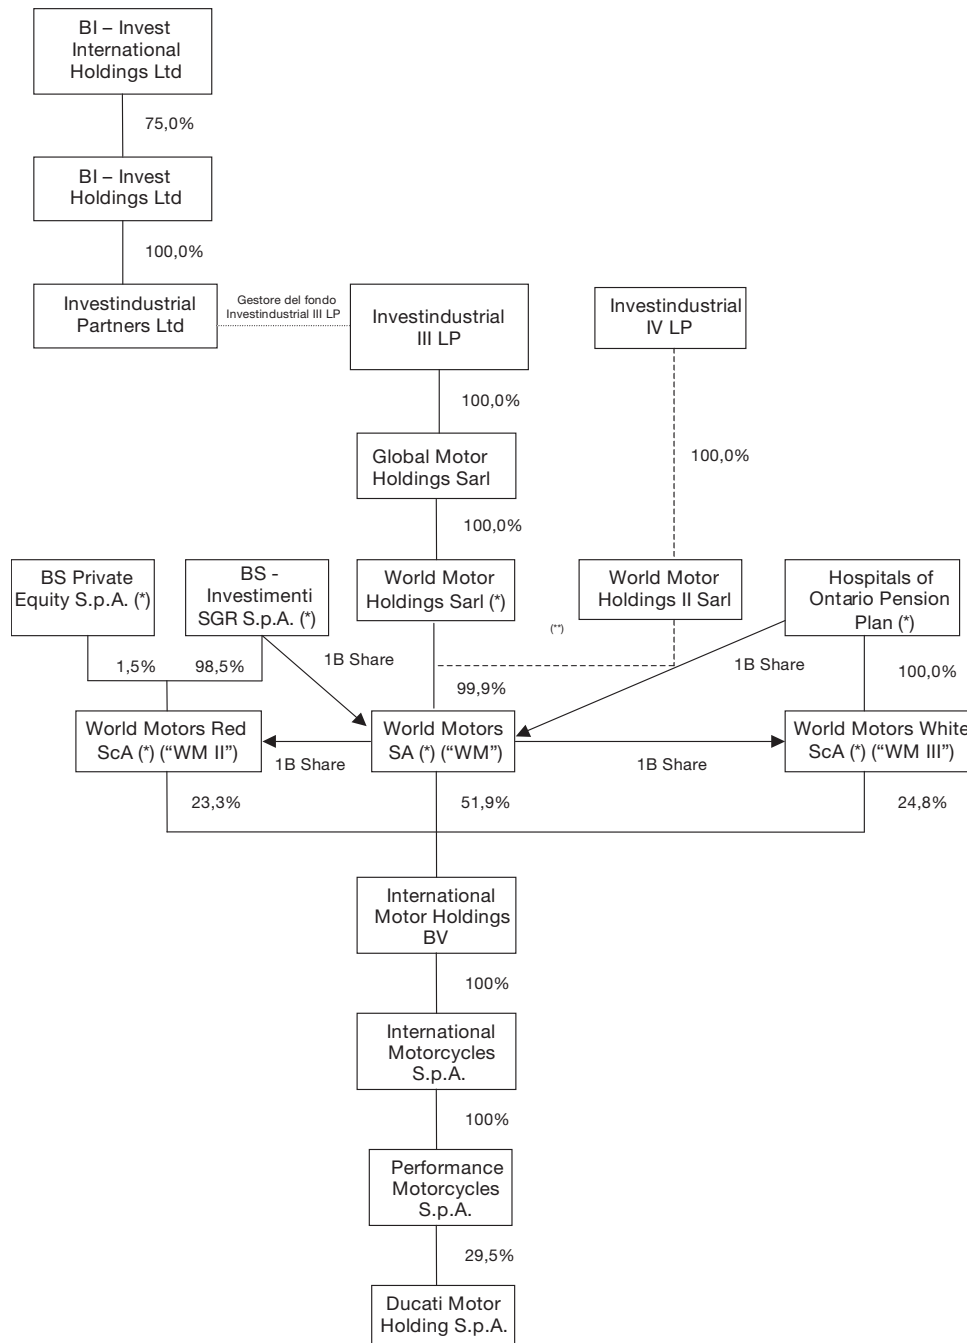 BI – Invest
International
Holdings Ltd
75,0%
BI – Invest
Holdings Ltd
100,0%
Investindustrial
Partners Ltd
Gestore del fondo
Investindustrial III LP
Investindustrial
III LP
Investindustrial
IV LP
100,0%
Global Motor
Holdings Sarl
100,0%
100,0%
BS Private
Equity S.p.A. (*)
BS -
Investimenti
SGR S.p.A. (*)
World Motor
Holdings Sarl (*)
World Motor
Holdings II Sarl
Hospitals of
Ontario Pension
Plan (*)
(**)
1,5%
98,5%
1B Share
99,9%
1B Share
100,0%
World Motors Red
ScA (*) (“WM II”)
1B Share
World Motors
SA (*) (“WM”)
1B Share
World Motors White
ScA (*) (“WM III”)
23,3%
51,9%
24,8%
International
Motor Holdings
BV
100%
International
Motorcycles
S.p.A.
100%
Performance
Motorcycles
S.p.A.
29,5%
Ducati Motor
Holding S.p.A.